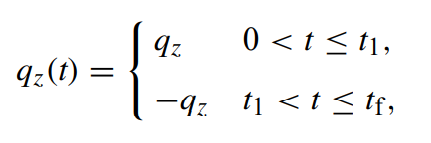 q_z(t) = { q_z 0 < t ≤ t_1,
−q_z t_1 < t ≤ t_f,